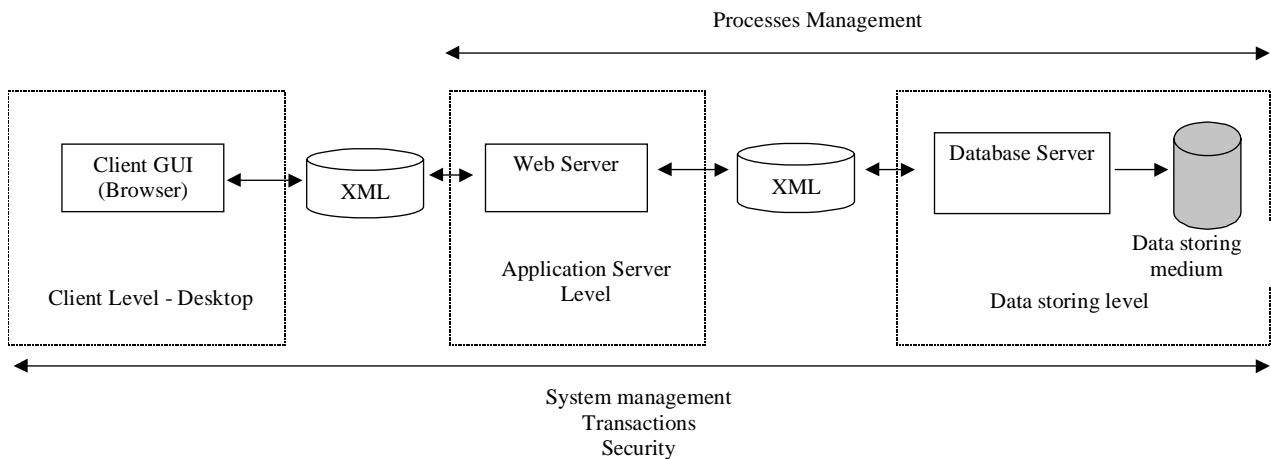 Processes Management
Client GUI
(Browser)
XML
Web Server
XML
Database Server
Data storing
medium
Application Server
Level
Client Level - Desktop
Data storing level
System management
Transactions
Security